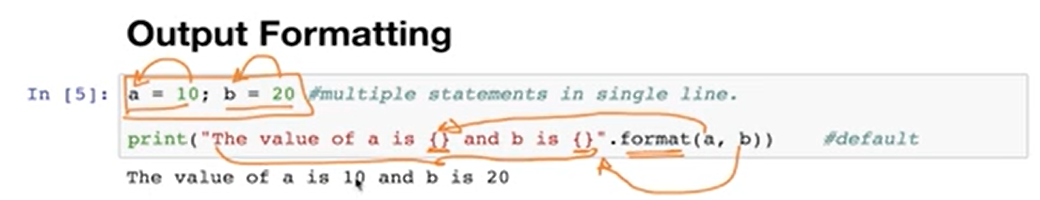 Output Formatting
In [5]: a = 10; b = 20 #multiple statements in single line.
print("The value of a is {} and b is {}".format(a, b)) #default
The value of a is 10 and b is 20